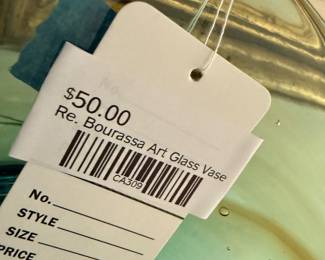 $50.00
Re. Bourassa Art Glass Vase
CA309
No.
STYLE
SIZE
PRICE